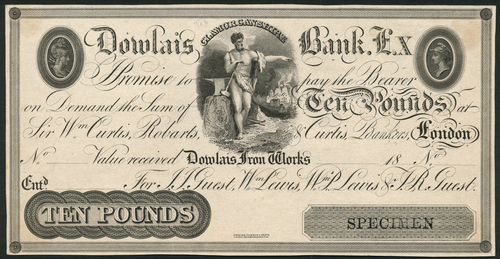 GLAMORGANSHIRE
Dowlais Bank. £X
I Promise to pay the Bearer
on Demand the Sum of Ten Pounds at
Sir Wm. Curtis, Robarts, & Curtis, Bankers, London
No. Value received Dowlais Iron Works 18 No.
Entd. For J.J. Guest, Wm. Lewis, Wm. P. Lewis & T.R. Guest.
TEN POUNDS
SPECIMEN